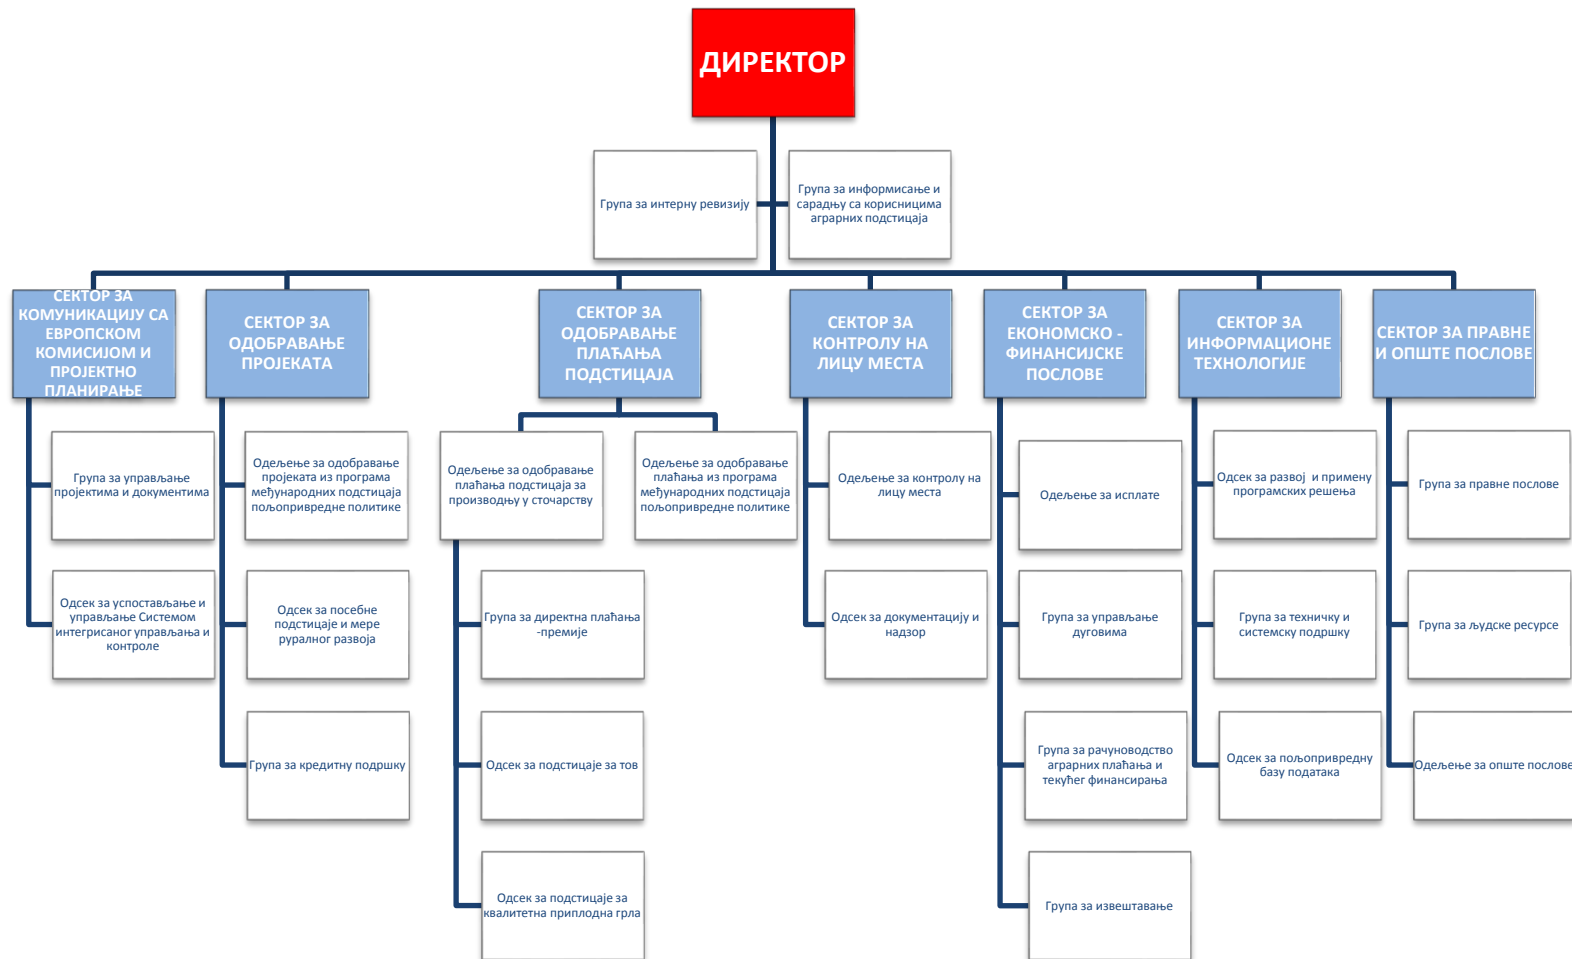 ДИРЕКТОР
Група за интерну ревизију
Група за информисање и
сарадњу са корисницима
аграрних подстицаја
СЕКТОР ЗА
КОМУНИКАЦИЈУ СА
ЕВРОПСКОМ
КОМИСИЈОМ И
ПРОЈЕКТНО
ПЛАНИРАЊЕ
СЕКТОР ЗА
ОДОБРАВАЊЕ
ПРОЈЕКАТА
СЕКТОР ЗА
ОДОБРАВАЊЕ
ПЛАЋАЊА
ПОДСТИЦАЈА
СЕКТОР ЗА
КОНТРОЛУ НА
ЛИЦУ МЕСТА
СЕКТОР ЗА
ЕКОНОМСКО -
ФИНАНСИЈСКЕ
ПОСЛОВЕ
СЕКТОР ЗА
ИНФОРМАЦИОНЕ
ТЕХНОЛОГИЈЕ
СЕКТОР ЗА ПРАВНЕ
И ОПШТЕ ПОСЛОВЕ
Група за управљање
пројектима и документима
Одељење за одобравање
пројеката из програма
међународних подстицаја
пољопривредне политике
Одељење за одобравање
плаћања подстицаја за
производњу у сточарству
Одељење за одобравање
плаћања из програма
међународних подстицаја
пољопривредне политике
Одељење за контролу на
лицу места
Одељење за исплате
Одсек за развој и примену
програмских решења
Група за правне послове
Одсек за успостављање и
управљање Системом
интегрисаног управљања и
контроле
Одсек за посебне
подстицаје и мере
руралног развоја
Група за директна плаћања
-премије
Одсек за документацију и
надзор
Група за управљање
дуговима
Група за техничку и
системску подршку
Група за људске ресурсе
Група за кредитну подршку
Одсек за подстицаје за тов
Група за рачуноводство
аграрних плаћања и
текућег финансирања
Одсек за пољопривредну
базу података
Одељење за опште послове
Одсек за подстицаје за
квалитетна приплодна грла
Група за извештавање